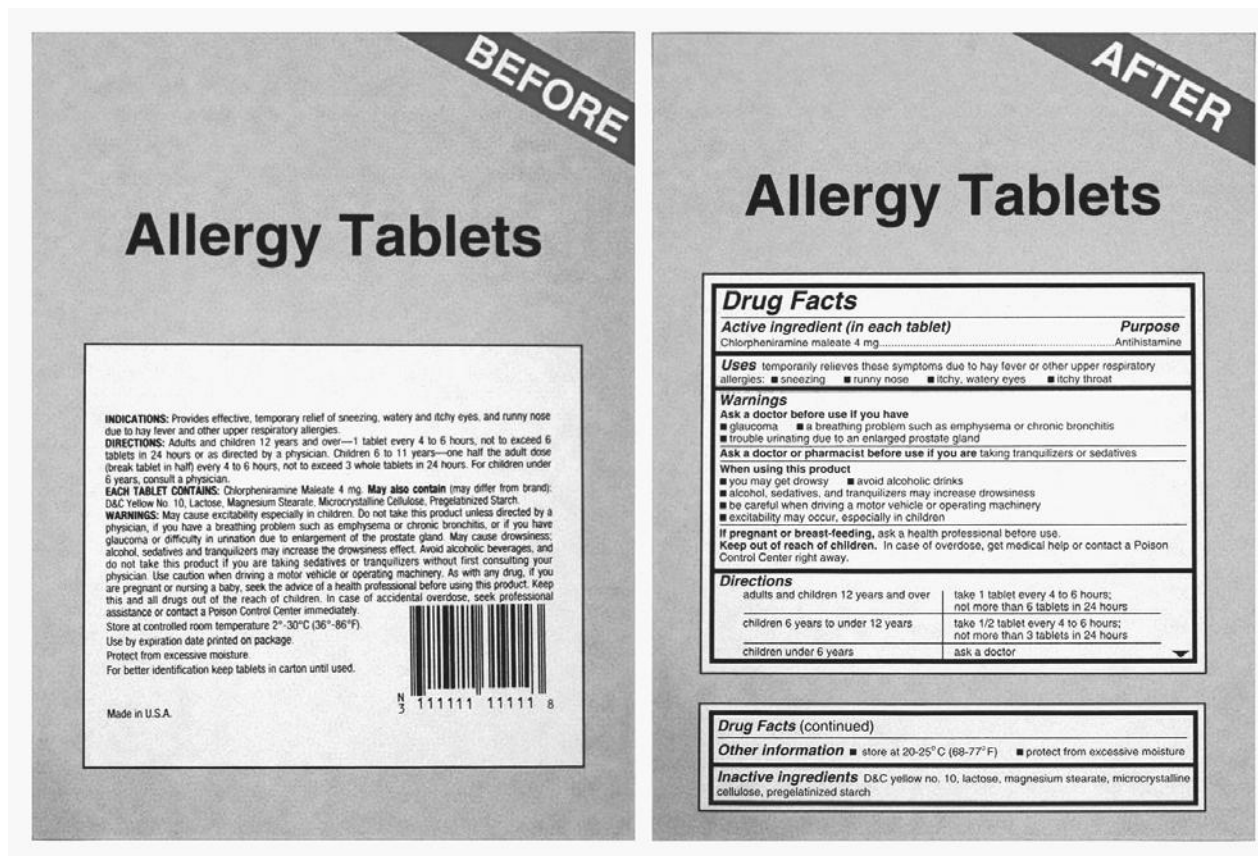 BEFORE
Allergy Tablets
INDICATIONS: Provides effective, temporary relief of sneezing, watery and itchy eyes, and runny nose
due to hay fever and other upper respiratory allergies.
DIRECTIONS: Adults and children 12 years and over—1 tablet every 4 to 6 hours, not to exceed 6
tablets in 24 hours or as directed by a physician. Children 6 to 11 years—one half the adult dose
(break tablet in half) every 4 to 6 hours, not to exceed 3 whole tablets in 24 hours. For children under
6 years, consult a physician.
EACH TABLET CONTAINS: Chlorpheniramine Maleate 4 mg. May also contain (may differ from brand):
D&C Yellow No. 10, Lactose, Magnesium Stearate, Microcrystalline Cellulose, Pregelatinized Starch.
WARNINGS: May cause excitability especially in children. Do not take this product unless directed by a
physician, if you have a breathing problem such as emphysema or chronic bronchitis, or if you have
glaucoma or difficulty in urination due to enlargement of the prostate gland. May cause drowsiness;
alcohol, sedatives and tranquilizers may increase the drowsiness effect. Avoid alcoholic beverages, and
do not take this product if you are taking sedatives or tranquilizers without first consulting your
physician. Use caution when driving a motor vehicle or operating machinery. As with any drug, if you
are pregnant or nursing a baby, seek the advice of a health professional before using this product. Keep
this and all drugs out of the reach of children. In case of accidental overdose, seek professional
assistance or contact a Poison Control Center immediately.
Store at controlled room temperature 2°-30°C (36°-86°F).
Use by expiration date printed on package.
Protect from excessive moisture.
For better identification keep tablets in carton until used.
Made in U.S.A.
N
3 111111 11111 8
AFTER
Allergy Tablets
Drug Facts
Active ingredient (in each tablet) Purpose
Chlorpheniramine maleate 4 mg..........Antihistamine
Uses temporarily relieves these symptoms due to hay fever or other upper respiratory
allergies: ■ sneezing ■ runny nose ■ itchy, watery eyes ■ itchy throat
Warnings
Ask a doctor before use if you have
■ glaucoma ■ a breathing problem such as emphysema or chronic bronchitis
■ trouble urinating due to an enlarged prostate gland
Ask a doctor or pharmacist before use if you are taking tranquilizers or sedatives
When using this product
■ you may get drowsy ■ avoid alcoholic drinks
■ alcohol, sedatives, and tranquilizers may increase drowsiness
■ be careful when driving a motor vehicle or operating machinery
■ excitability may occur, especially in children
If pregnant or breast-feeding, ask a health professional before use.
Keep out of reach of children. In case of overdose, get medical help or contact a Poison
Control Center right away.
Directions
adults and children 12 years and over take 1 tablet every 4 to 6 hours;
not more than 6 tablets in 24 hours
children 6 years to under 12 years take 1/2 tablet every 4 to 6 hours;
not more than 3 tablets in 24 hours
children under 6 years ask a doctor
Drug Facts (continued)
Other information ■ store at 20-25°C (68-77°F) ■ protect from excessive moisture
Inactive ingredients D&C yellow no. 10, lactose, magnesium stearate, microcrystalline
cellulose, pregelatinized starch